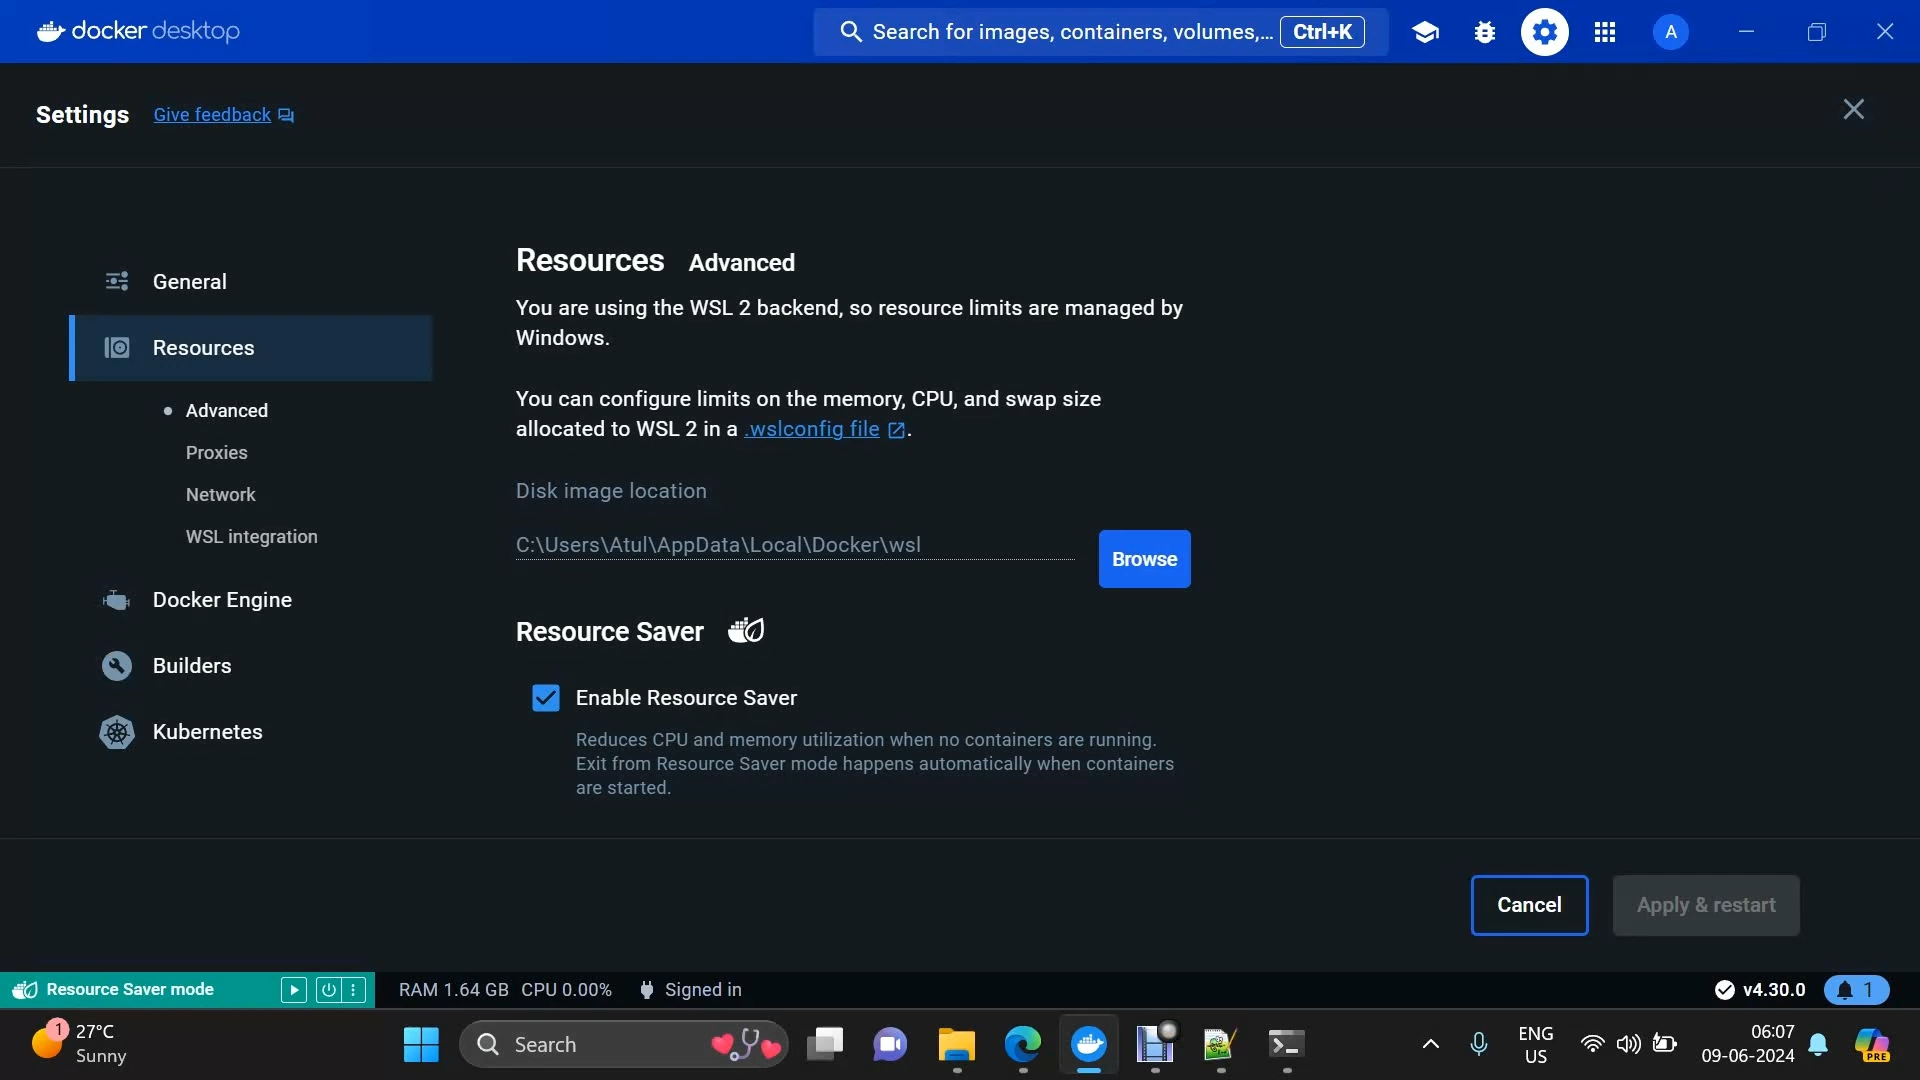 docker desktop
Search for images, containers, volumes,... Ctrl+K
A
Settings Give feedback
General
Resources
Advanced
Proxies
Network
WSL integration
Docker Engine
Builders
Kubernetes
Resources Advanced
You are using the WSL 2 backend, so resource limits are managed by
Windows.
You can configure limits on the memory, CPU, and swap size
allocated to WSL 2 in a .wslconfig file .
Disk image location
C:\Users\Atul\AppData\Local\Docker\wsl
Browse
Resource Saver
Enable Resource Saver
Reduces CPU and memory utilization when no containers are running.
Exit from Resource Saver mode happens automatically when containers
are started.
Cancel Apply & restart
Resource Saver mode RAM 1.64 GB CPU 0.00% Signed in v4.30.0 1
1 27°C
Sunny
Search
ENG
US
06:07
09-06-2024
PRE